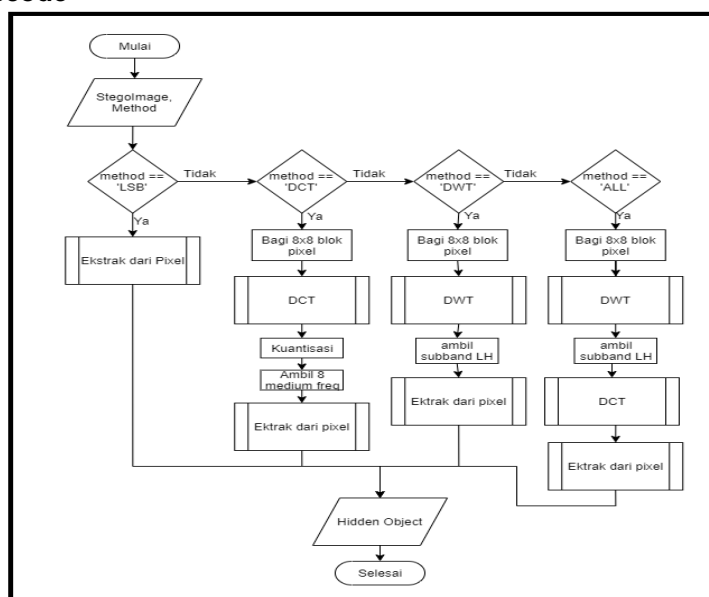 Mulai
StegoImage,
Method
method ==
'LSB'
Tidak
method ==
'DCT'
Tidak
method ==
'DWT'
Tidak
method ==
'ALL'
Ya
Ya
Ya
Ya
Ekstrak dari Pixel
Bagi 8x8 blok
pixel
Bagi 8x8 blok
pixel
Bagi 8x8 blok
pixel
DCT
DWT
DWT
Kuantisasi
ambil
subband LH
ambil
subband LH
Ambil 8
medium freq
Ektrak dari pixel
Ektrak dari pixel
DCT
Ektrak dari pixel
Hidden Object
Selesai